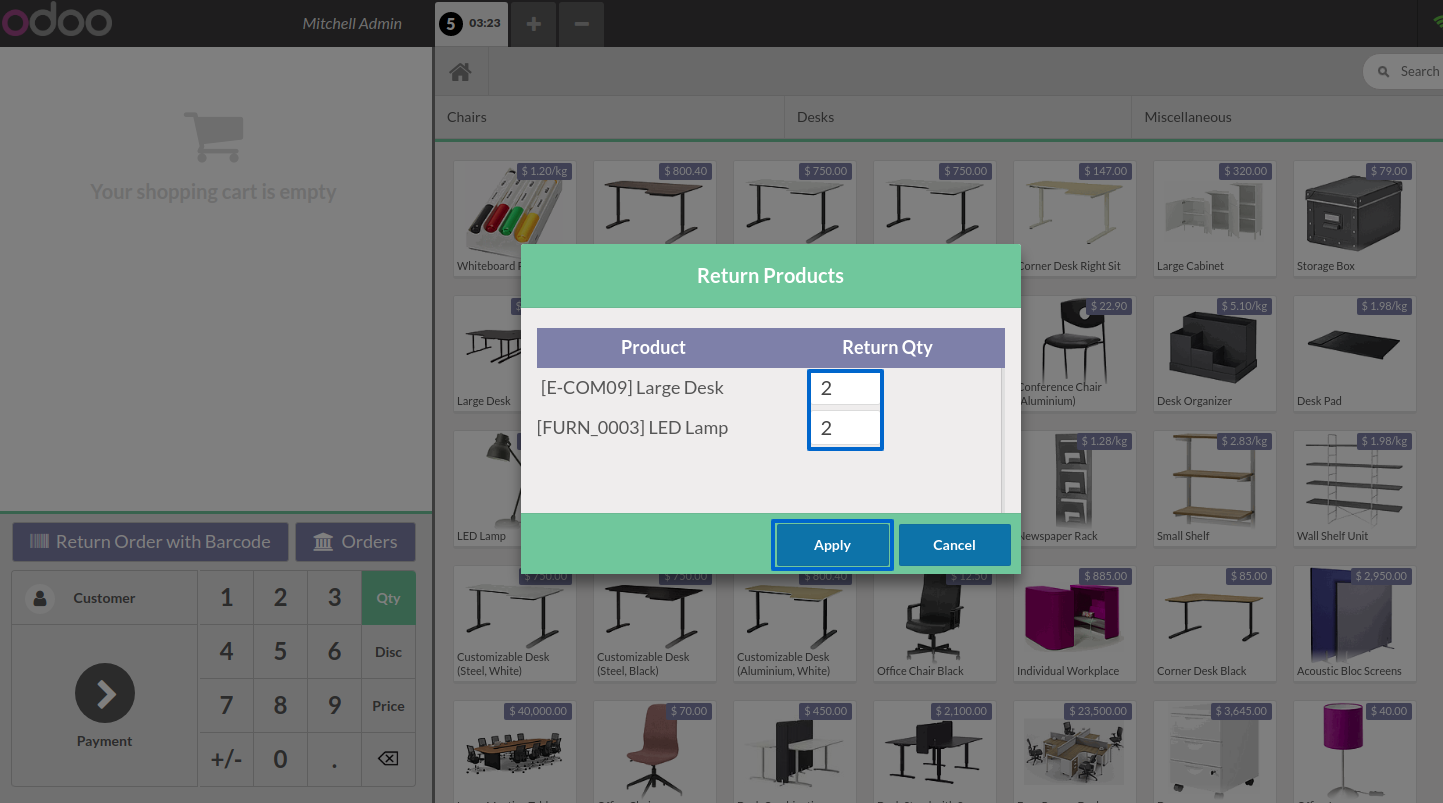 odoo
Mitchell Admin
5 03:23
Search
Chairs
Desks
Miscellaneous
Your shopping cart is empty
$ 1.20/kg
$ 800.40
$ 750.00
$ 750.00
$ 147.00
$ 320.00
$ 79.00
Whiteboard
Corner Desk Right Sit
Large Cabinet
Storage Box
Return Products
Product
Return Qty
[E-COM09] Large Desk
2
[FURN_0003] LED Lamp
2
Apply
Cancel
$ 22.90
$ 5.10/kg
$ 1.98/kg
Large Desk
Conference Chair
(Aluminium)
Desk Organizer
Desk Pad
$ 1.28/kg
$ 2.83/kg
$ 1.98/kg
LED Lamp
Newspaper Rack
Small Shelf
Wall Shelf Unit
$ 750.00
$ 750.00
$ 800.40
$ 12.50
$ 885.00
$ 85.00
$ 2,950.00
Customizable Desk
(Steel, White)
Customizable Desk
(Steel, Black)
Customizable Desk
(Aluminium, White)
Office Chair Black
Individual Workplace
Corner Desk Black
Acoustic Bloc Screens
$ 40,000.00
$ 70.00
$ 450.00
$ 2,100.00
$ 23,500.00
$ 3,645.00
$ 40.00
Return Order with Barcode
Orders
Customer
1 2 3 Qty
4 5 6 Disc
7 8 9 Price
+/- 0 .
Payment